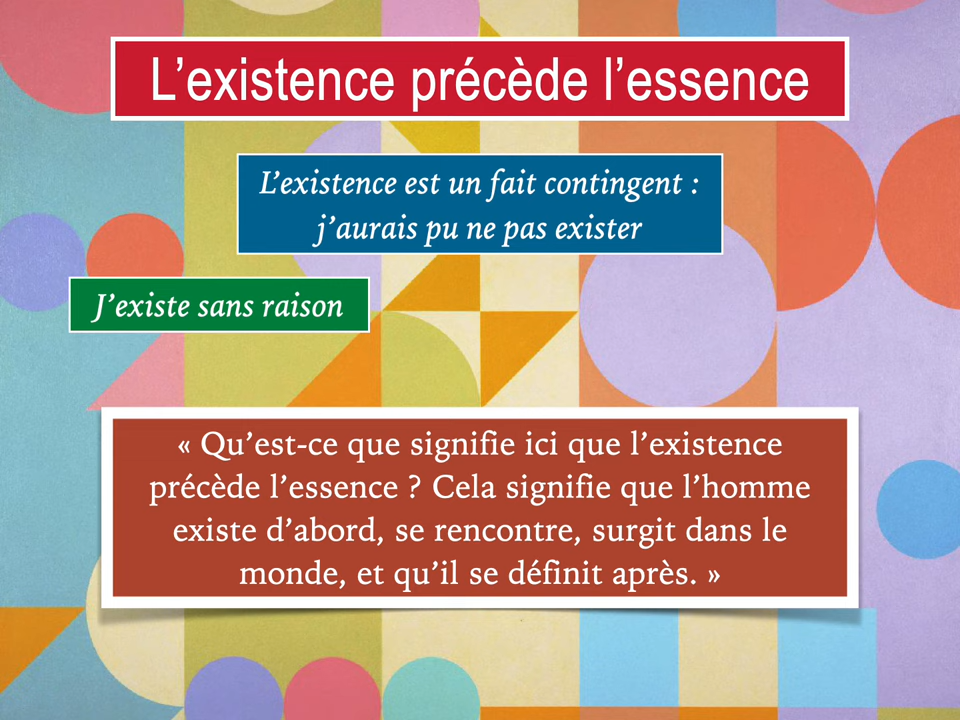 L’existence précède l’essence
L’existence est un fait contingent :
j’aurais pu ne pas exister
J’existe sans raison
« Qu’est-ce que signifie ici que l’existence
précède l’essence ? Cela signifie que l’homme
existe d’abord, se rencontre, surgit dans le
monde, et qu’il se définit après. »